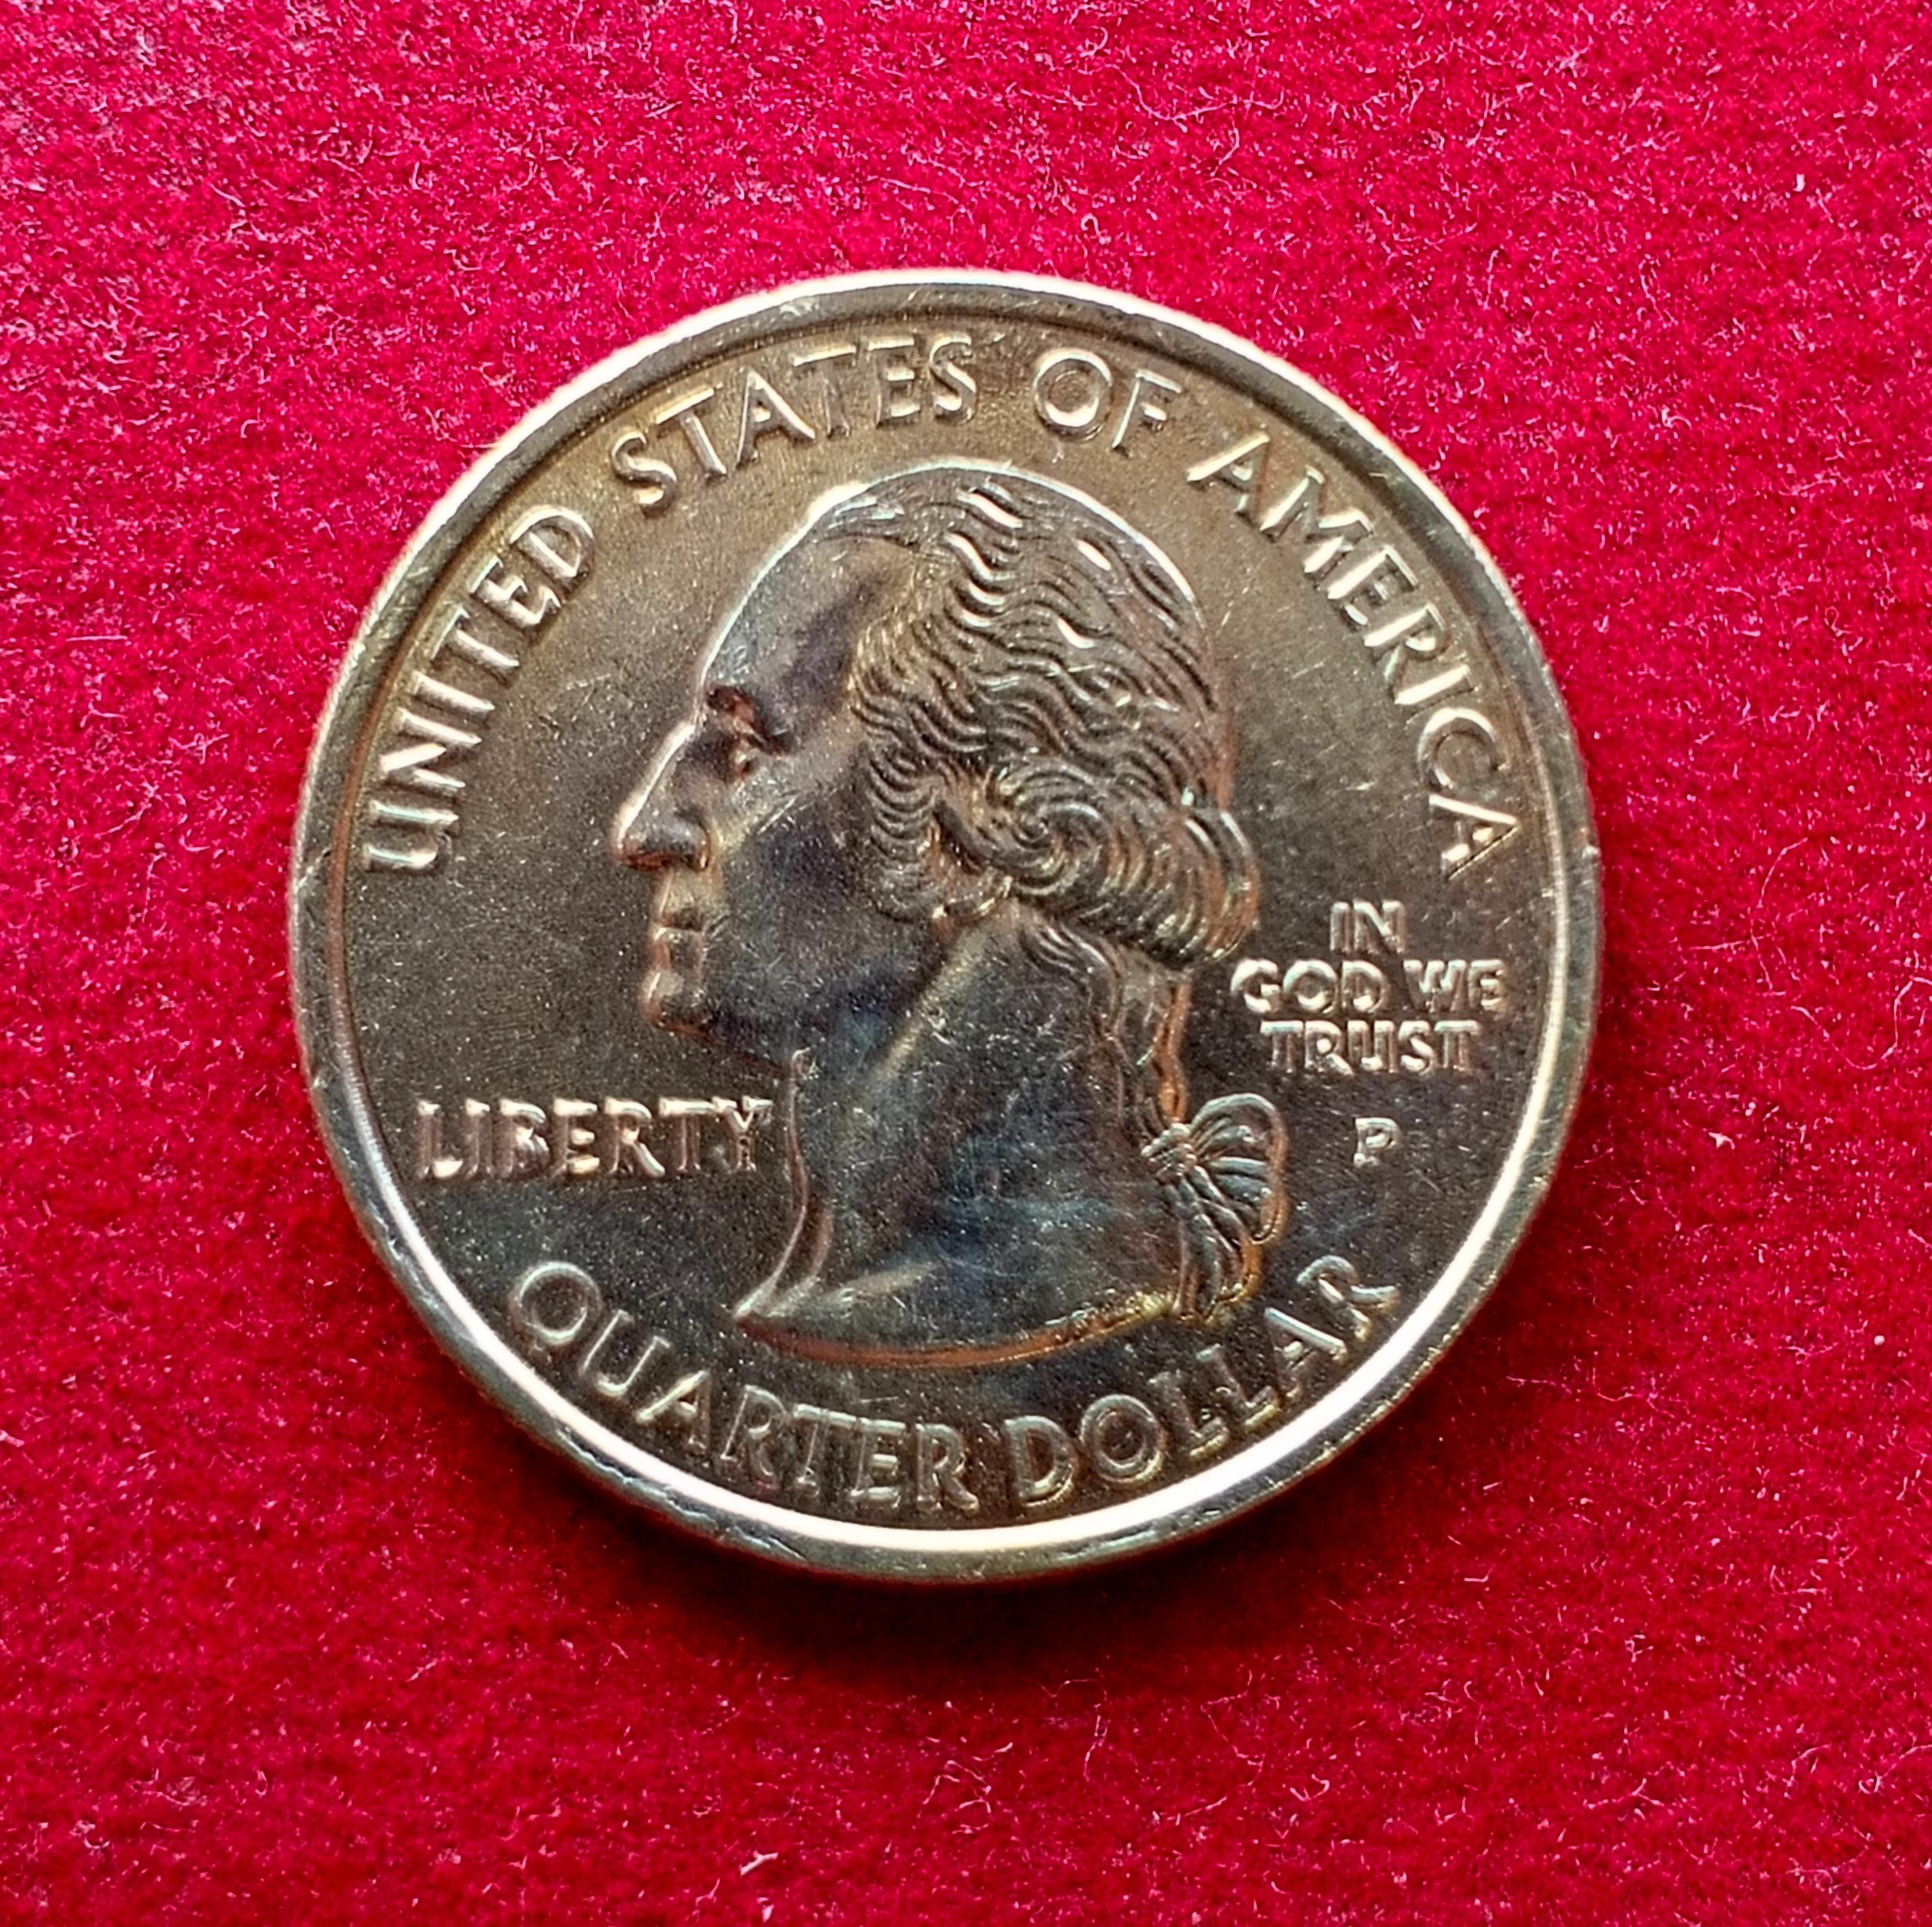 UNITED STATES OF AMERICA
LIBERTY
IN
GOD WE
TRUST
P
QUARTER DOLLAR